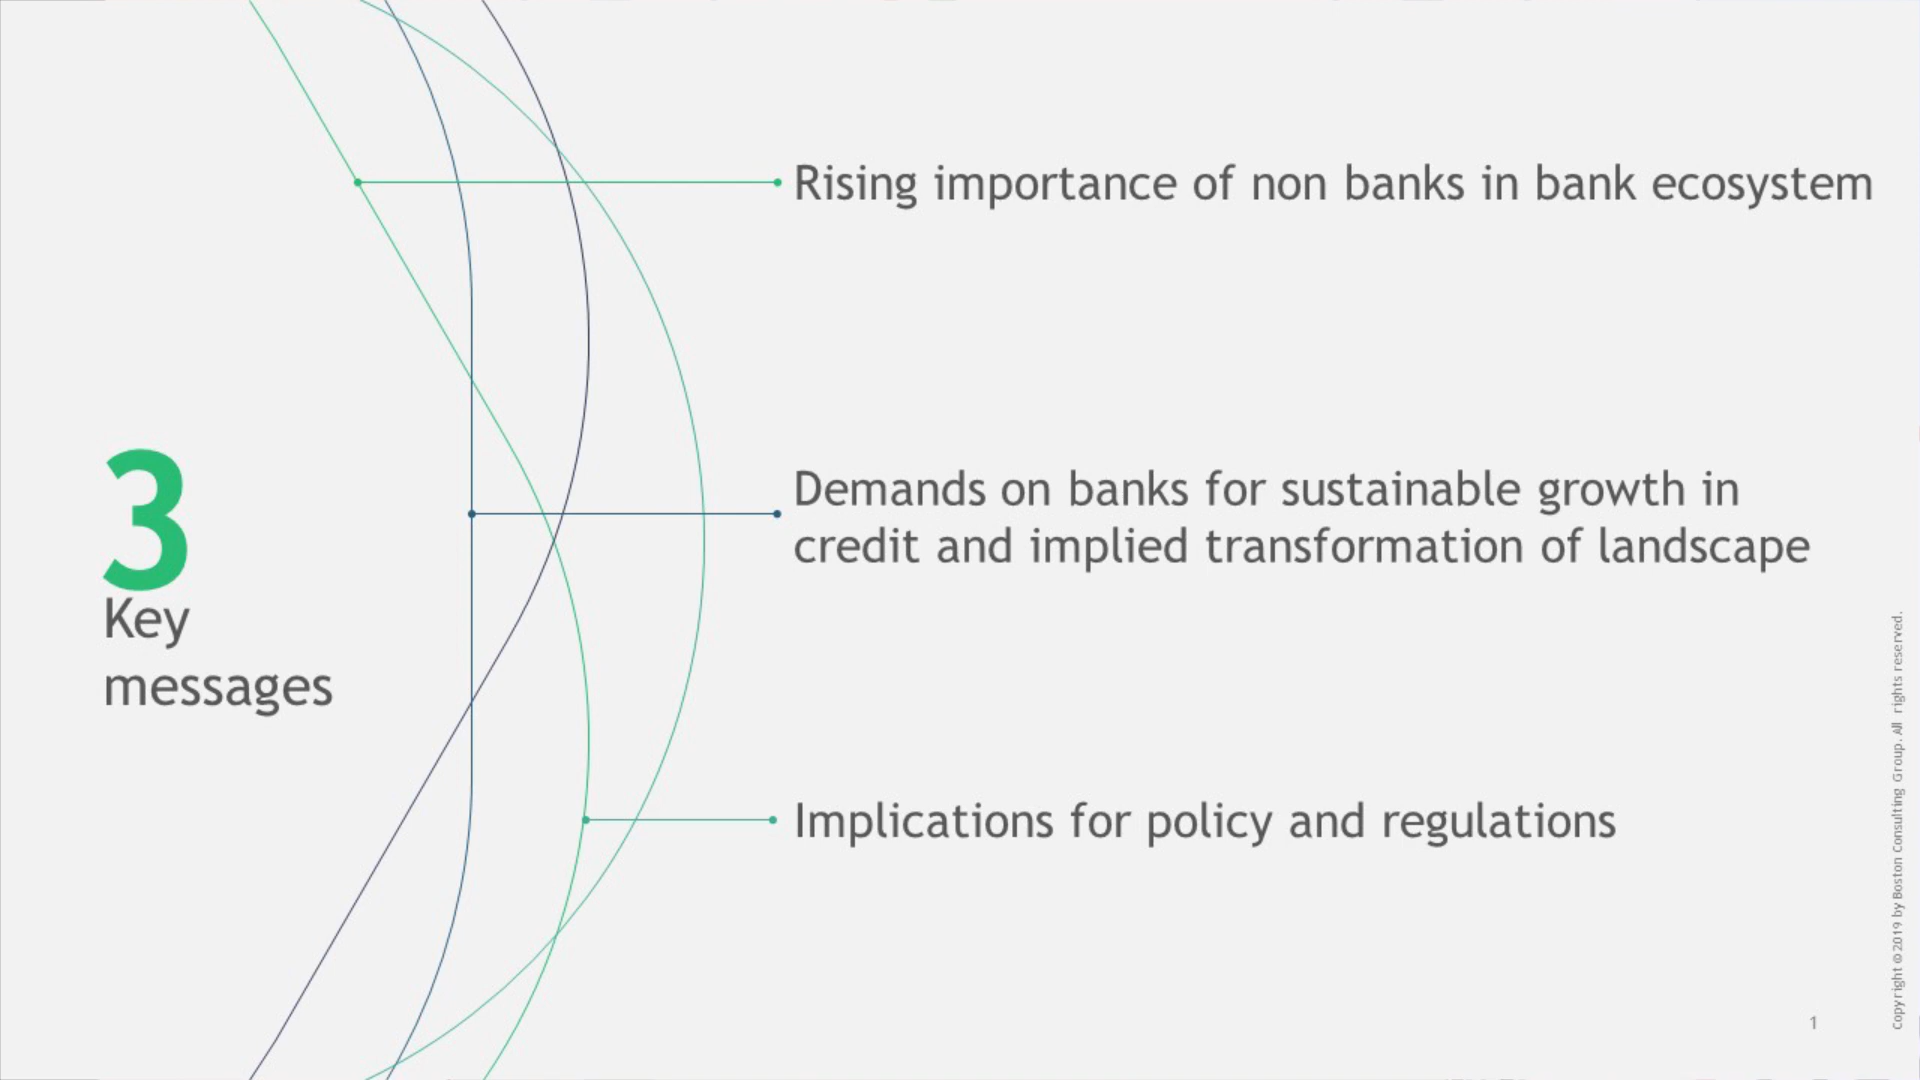 3
Key
messages
Rising importance of non banks in bank ecosystem
Demands on banks for sustainable growth in
credit and implied transformation of landscape
Implications for policy and regulations
Copyright © 2019 by Boston Consulting Group. All rights reserved.
1